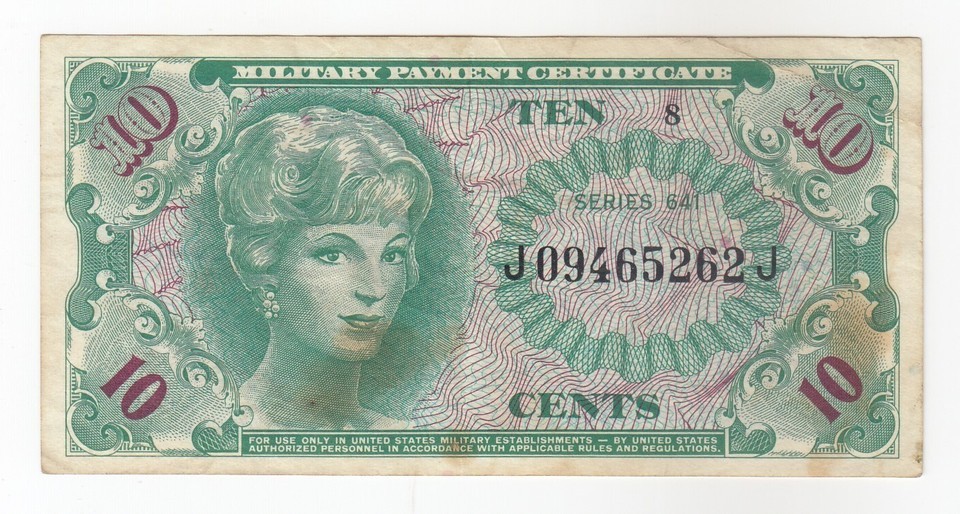 MILITARY PAYMENT CERTIFICATE
10 TEN 8 10
SERIES 641
J09465262J
10 CENTS 10
FOR USE ONLY IN UNITED STATES MILITARY ESTABLISHMENTS — BY UNITED STATES
AUTHORIZED PERSONNEL IN ACCORDANCE WITH APPLICABLE RULES AND REGULATIONS.